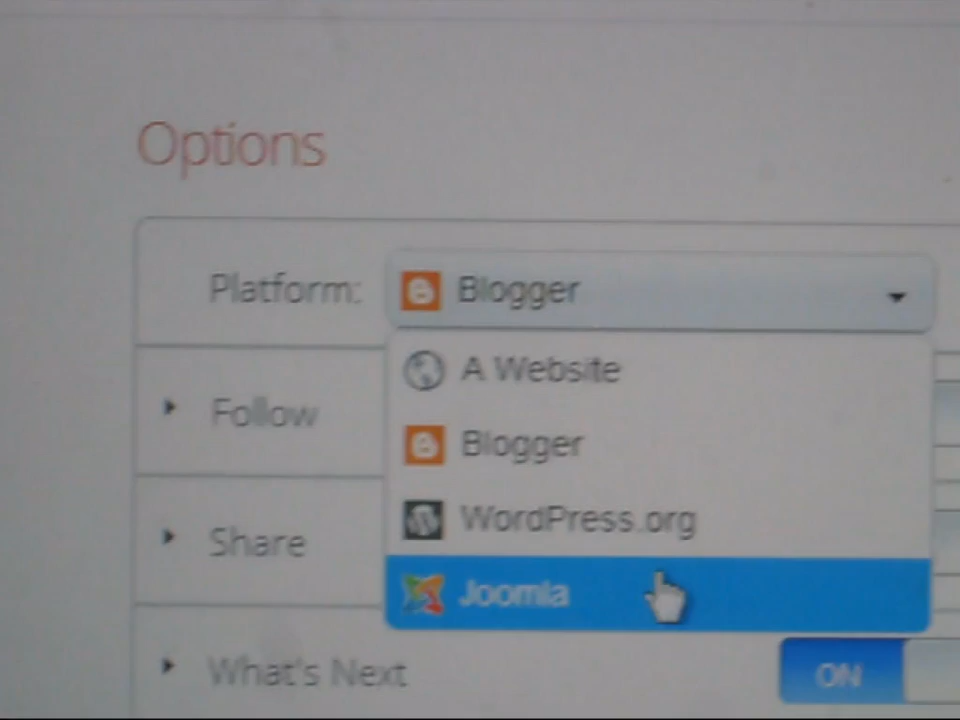 Options
Platform: Blogger
A Website
Follow
Blogger
WordPress.org
Share
Joomla
What's Next ON